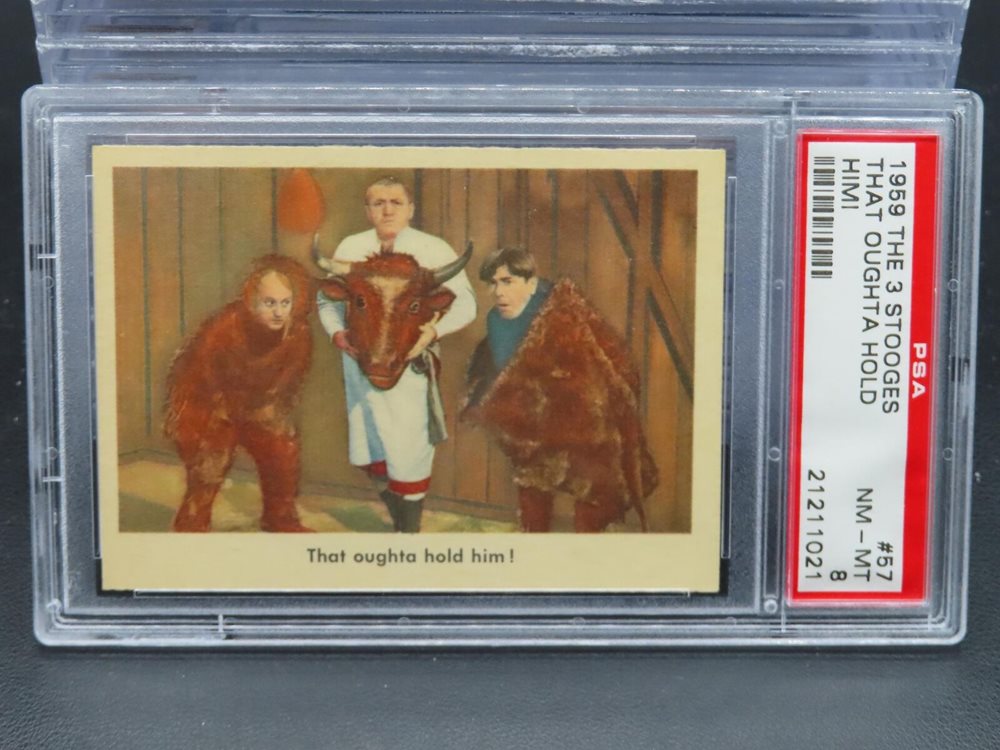 That oughta hold him!
PSA
1959 THE 3 STOOGES #57
THAT OUGHTA HOLD NM-MT
HIM! 8
21211021